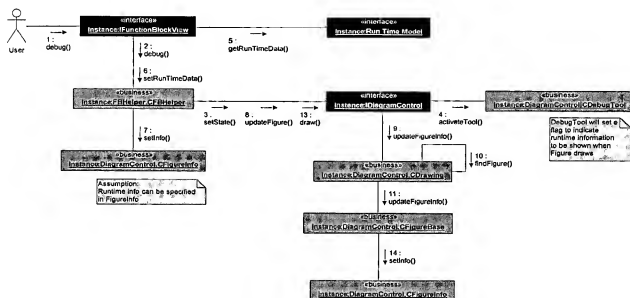 «interface»
Instance:IFunctionBlockView
«interface»
Instance:Run Time Model
User
1 :
debug()
5 :
getRunTimeData()
2 :
debug()
6 :
setRunTimeData()
«business»
Instance:FBHelper.CFBHelper
«interface»
Instance:IDiagramControl
«business»
Instance:DiagramControl.CDebugTool
3 :
setState()
8 :
updateFigure()
13 :
draw()
4 :
activateTool()
7 :
setInfo()
9 :
updateFigureInfo()
DebugTool will set a
flag to indicate
runtime information
to be shown when
Figure draws
10 :
findFigure()
«business»
Instance:DiagramControl.CFigureInfo
«business»
Instance:DiagramControl.CDrawing
Assumption:
Runtime info can be specified
in FigureInfo
11 :
updateFigureInfo()
«business»
Instance:DiagramControl.CFigureBase
14 :
setInfo()
«business»
Instance:DiagramControl.CFigureInfo